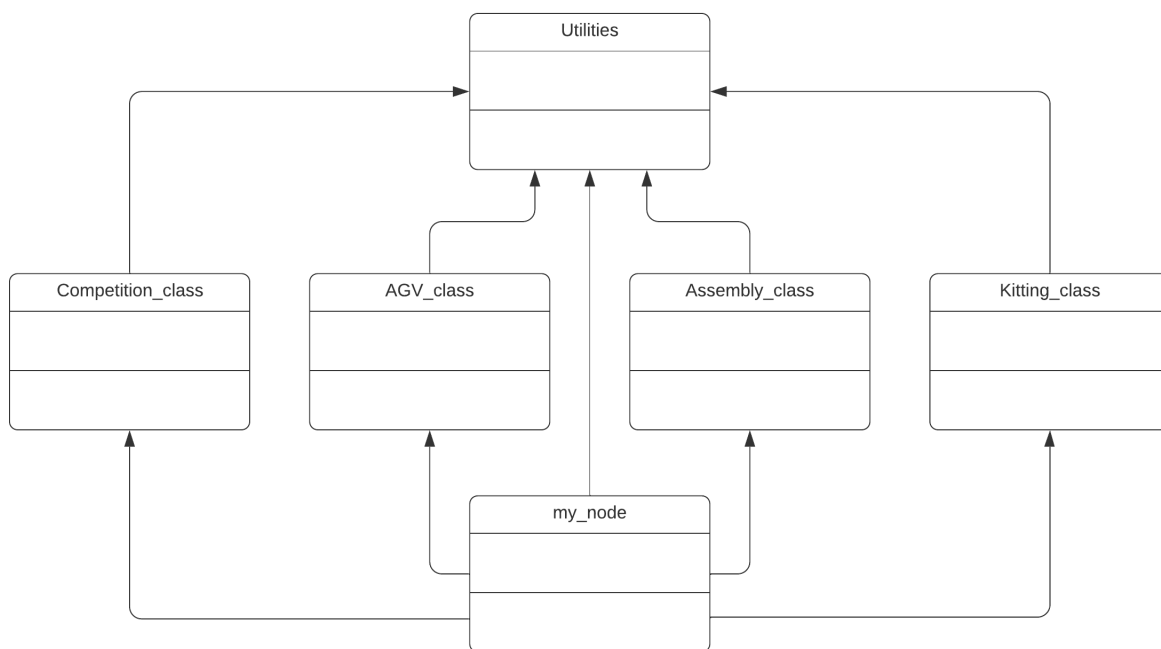 Utilities
Competition_class
AGV_class
Assembly_class
Kitting_class
my_node